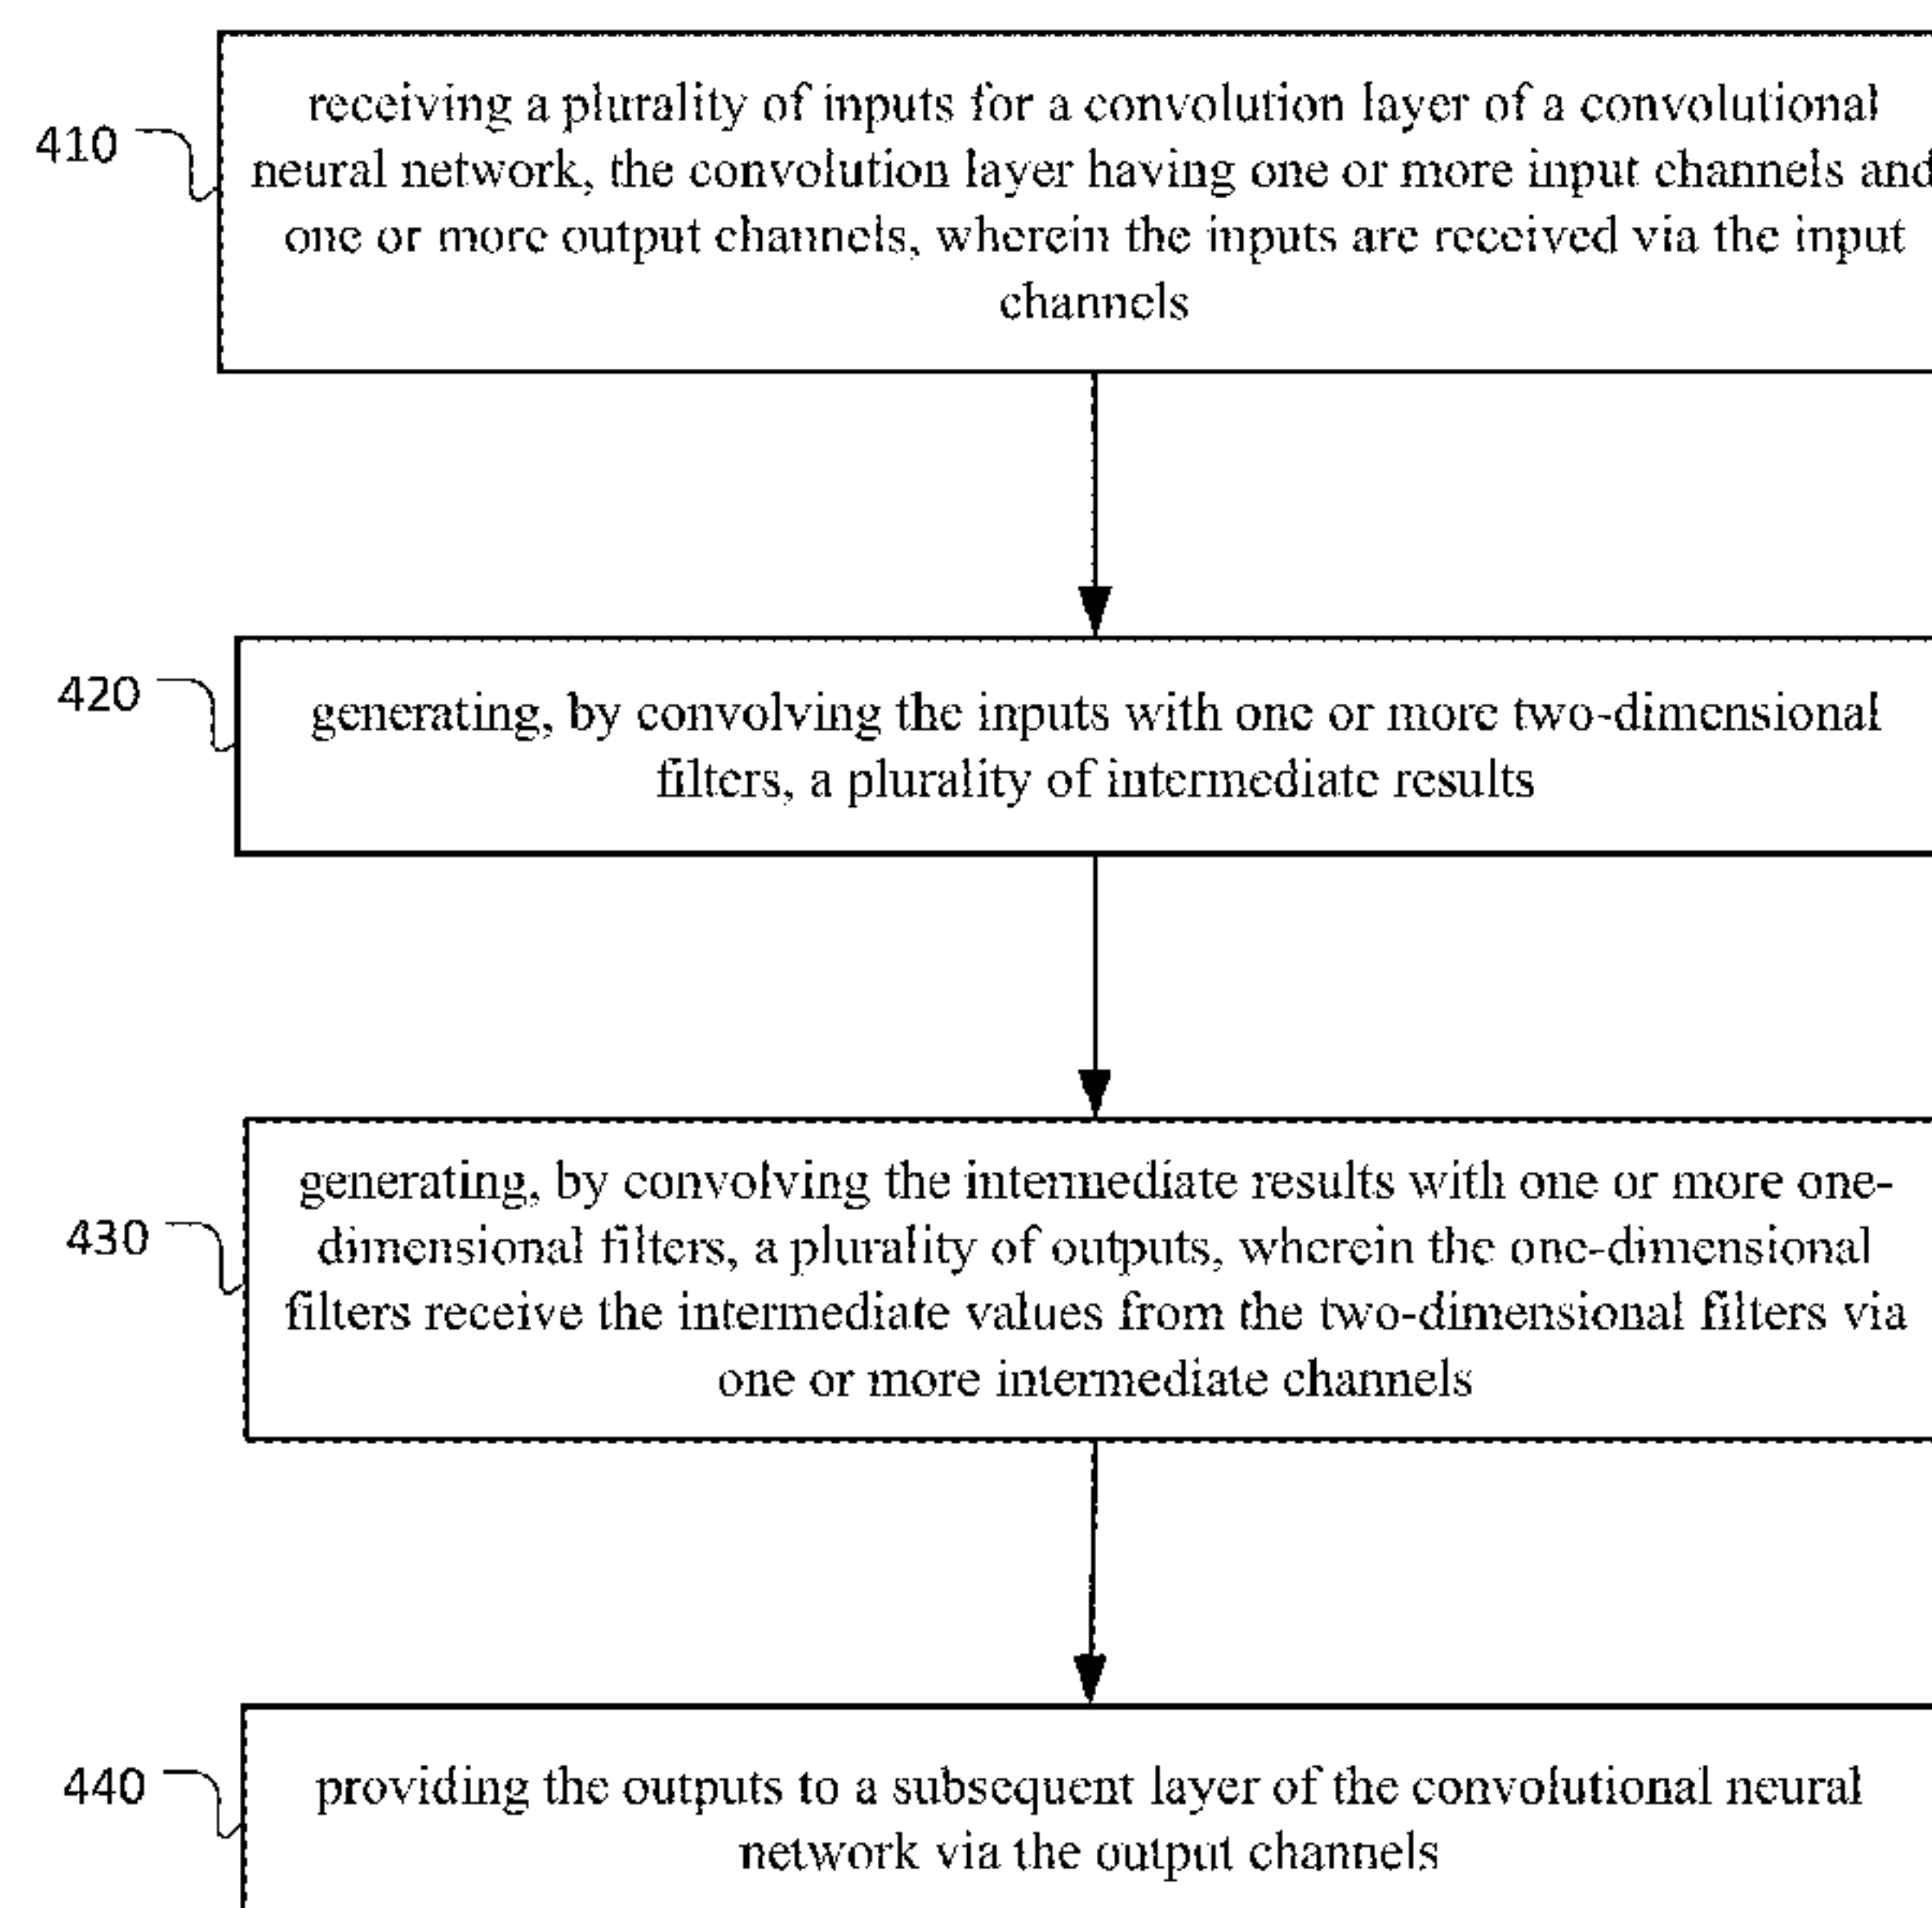 410
receiving a plurality of inputs for a convolution layer of a convolutional
neural network, the convolution layer having one or more input channels and
one or more output channels, wherein the inputs are received via the input
channels
420
generating, by convolving the inputs with one or more two-dimensional
filters, a plurality of intermediate results
430
generating, by convolving the intermediate results with one or more one-
dimensional filters, a plurality of outputs, wherein the one-dimensional
filters receive the intermediate values from the two-dimensional filters via
one or more intermediate channels
440
providing the outputs to a subsequent layer of the convolutional neural
network via the output channels